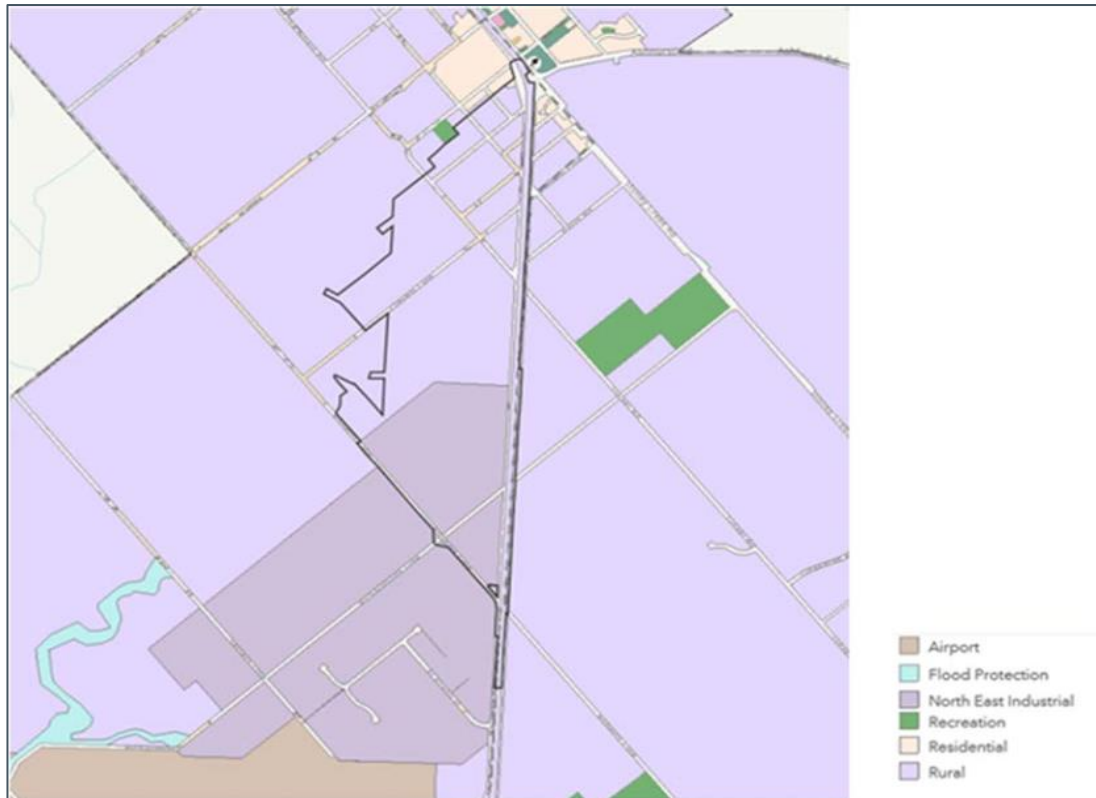 Airport
Flood Protection
North East Industrial
Recreation
Residential
Rural